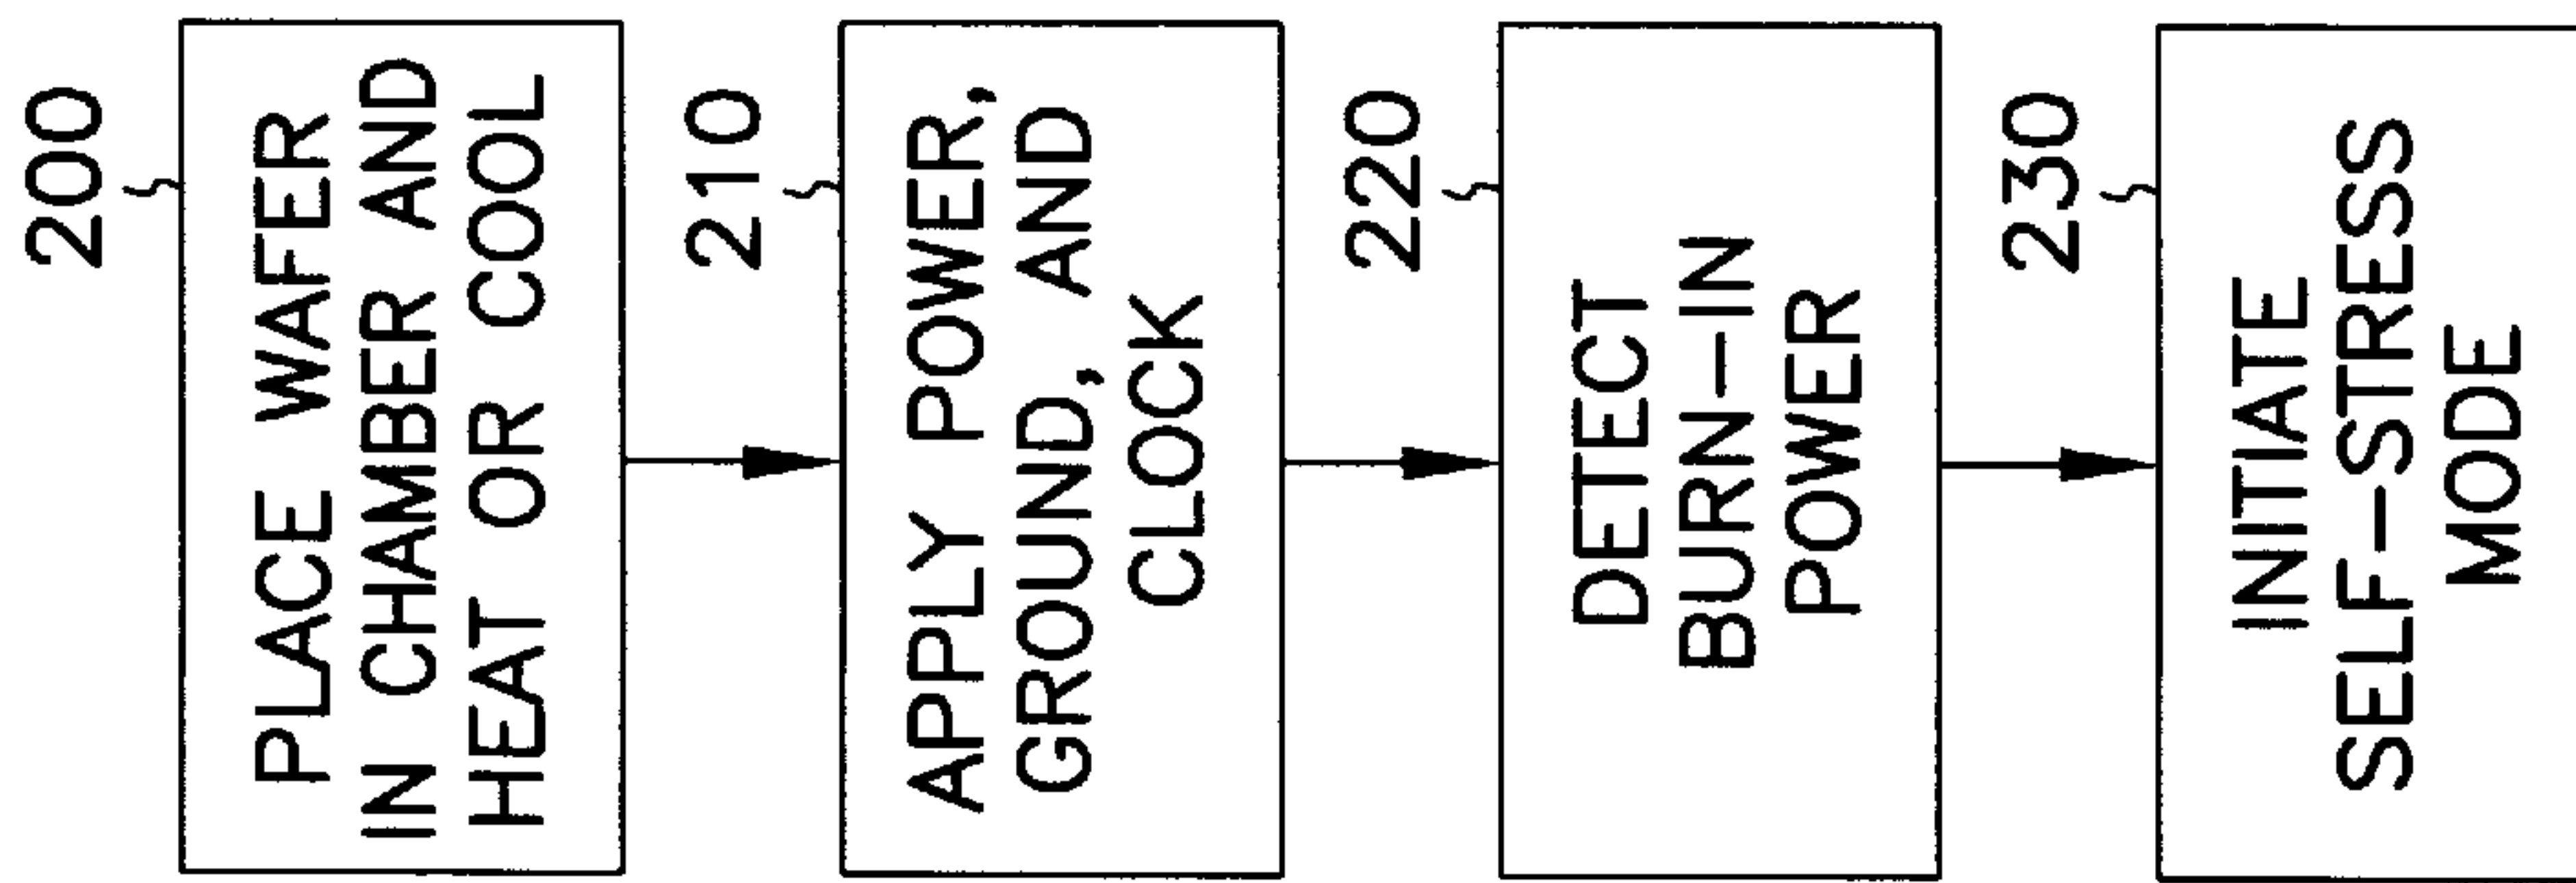 200
PLACE WAFER
IN CHAMBER AND
HEAT OR COOL
210
APPLY POWER,
GROUND, AND
CLOCK
220
DETECT
BURN-IN
POWER
230
INITIATE
SELF-STRESS
MODE